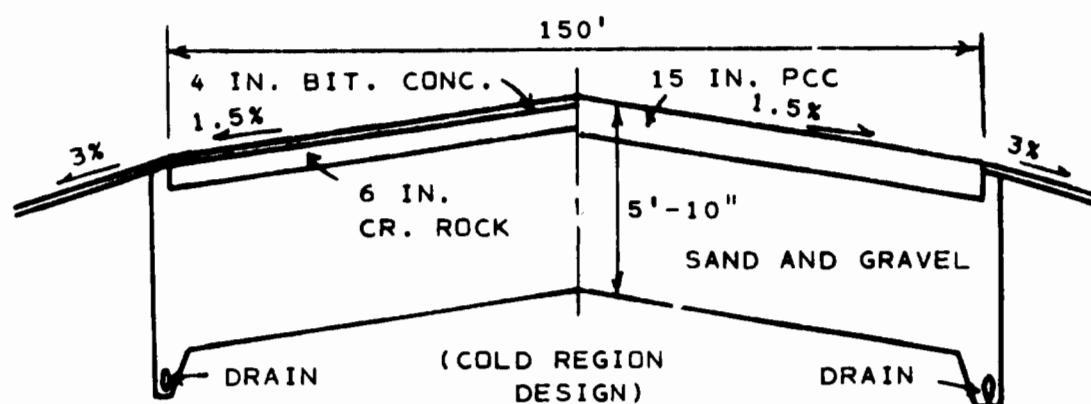 150'
4 IN. BIT. CONC.
15 IN. PCC
1.5%
1.5%
3%
3%
6 IN.
CR. ROCK
5'-10"
SAND AND GRAVEL
(COLD REGION
DESIGN)
DRAIN
DRAIN